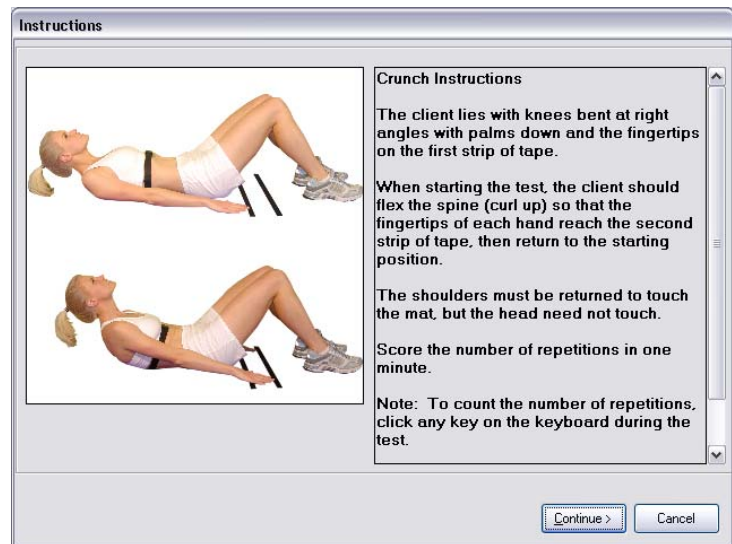 Instructions
Crunch Instructions
The client lies with knees bent at right
angles with palms down and the fingertips
on the first strip of tape.
When starting the test, the client should
flex the spine (curl up) so that the
fingertips of each hand reach the second
strip of tape, then return to the starting
position.
The shoulders must be returned to touch
the mat, but the head need not touch.
Score the number of repetitions in one
minute.
Note:  To count the number of repetitions,
click any key on the keyboard during the
test.
Continue >
Cancel